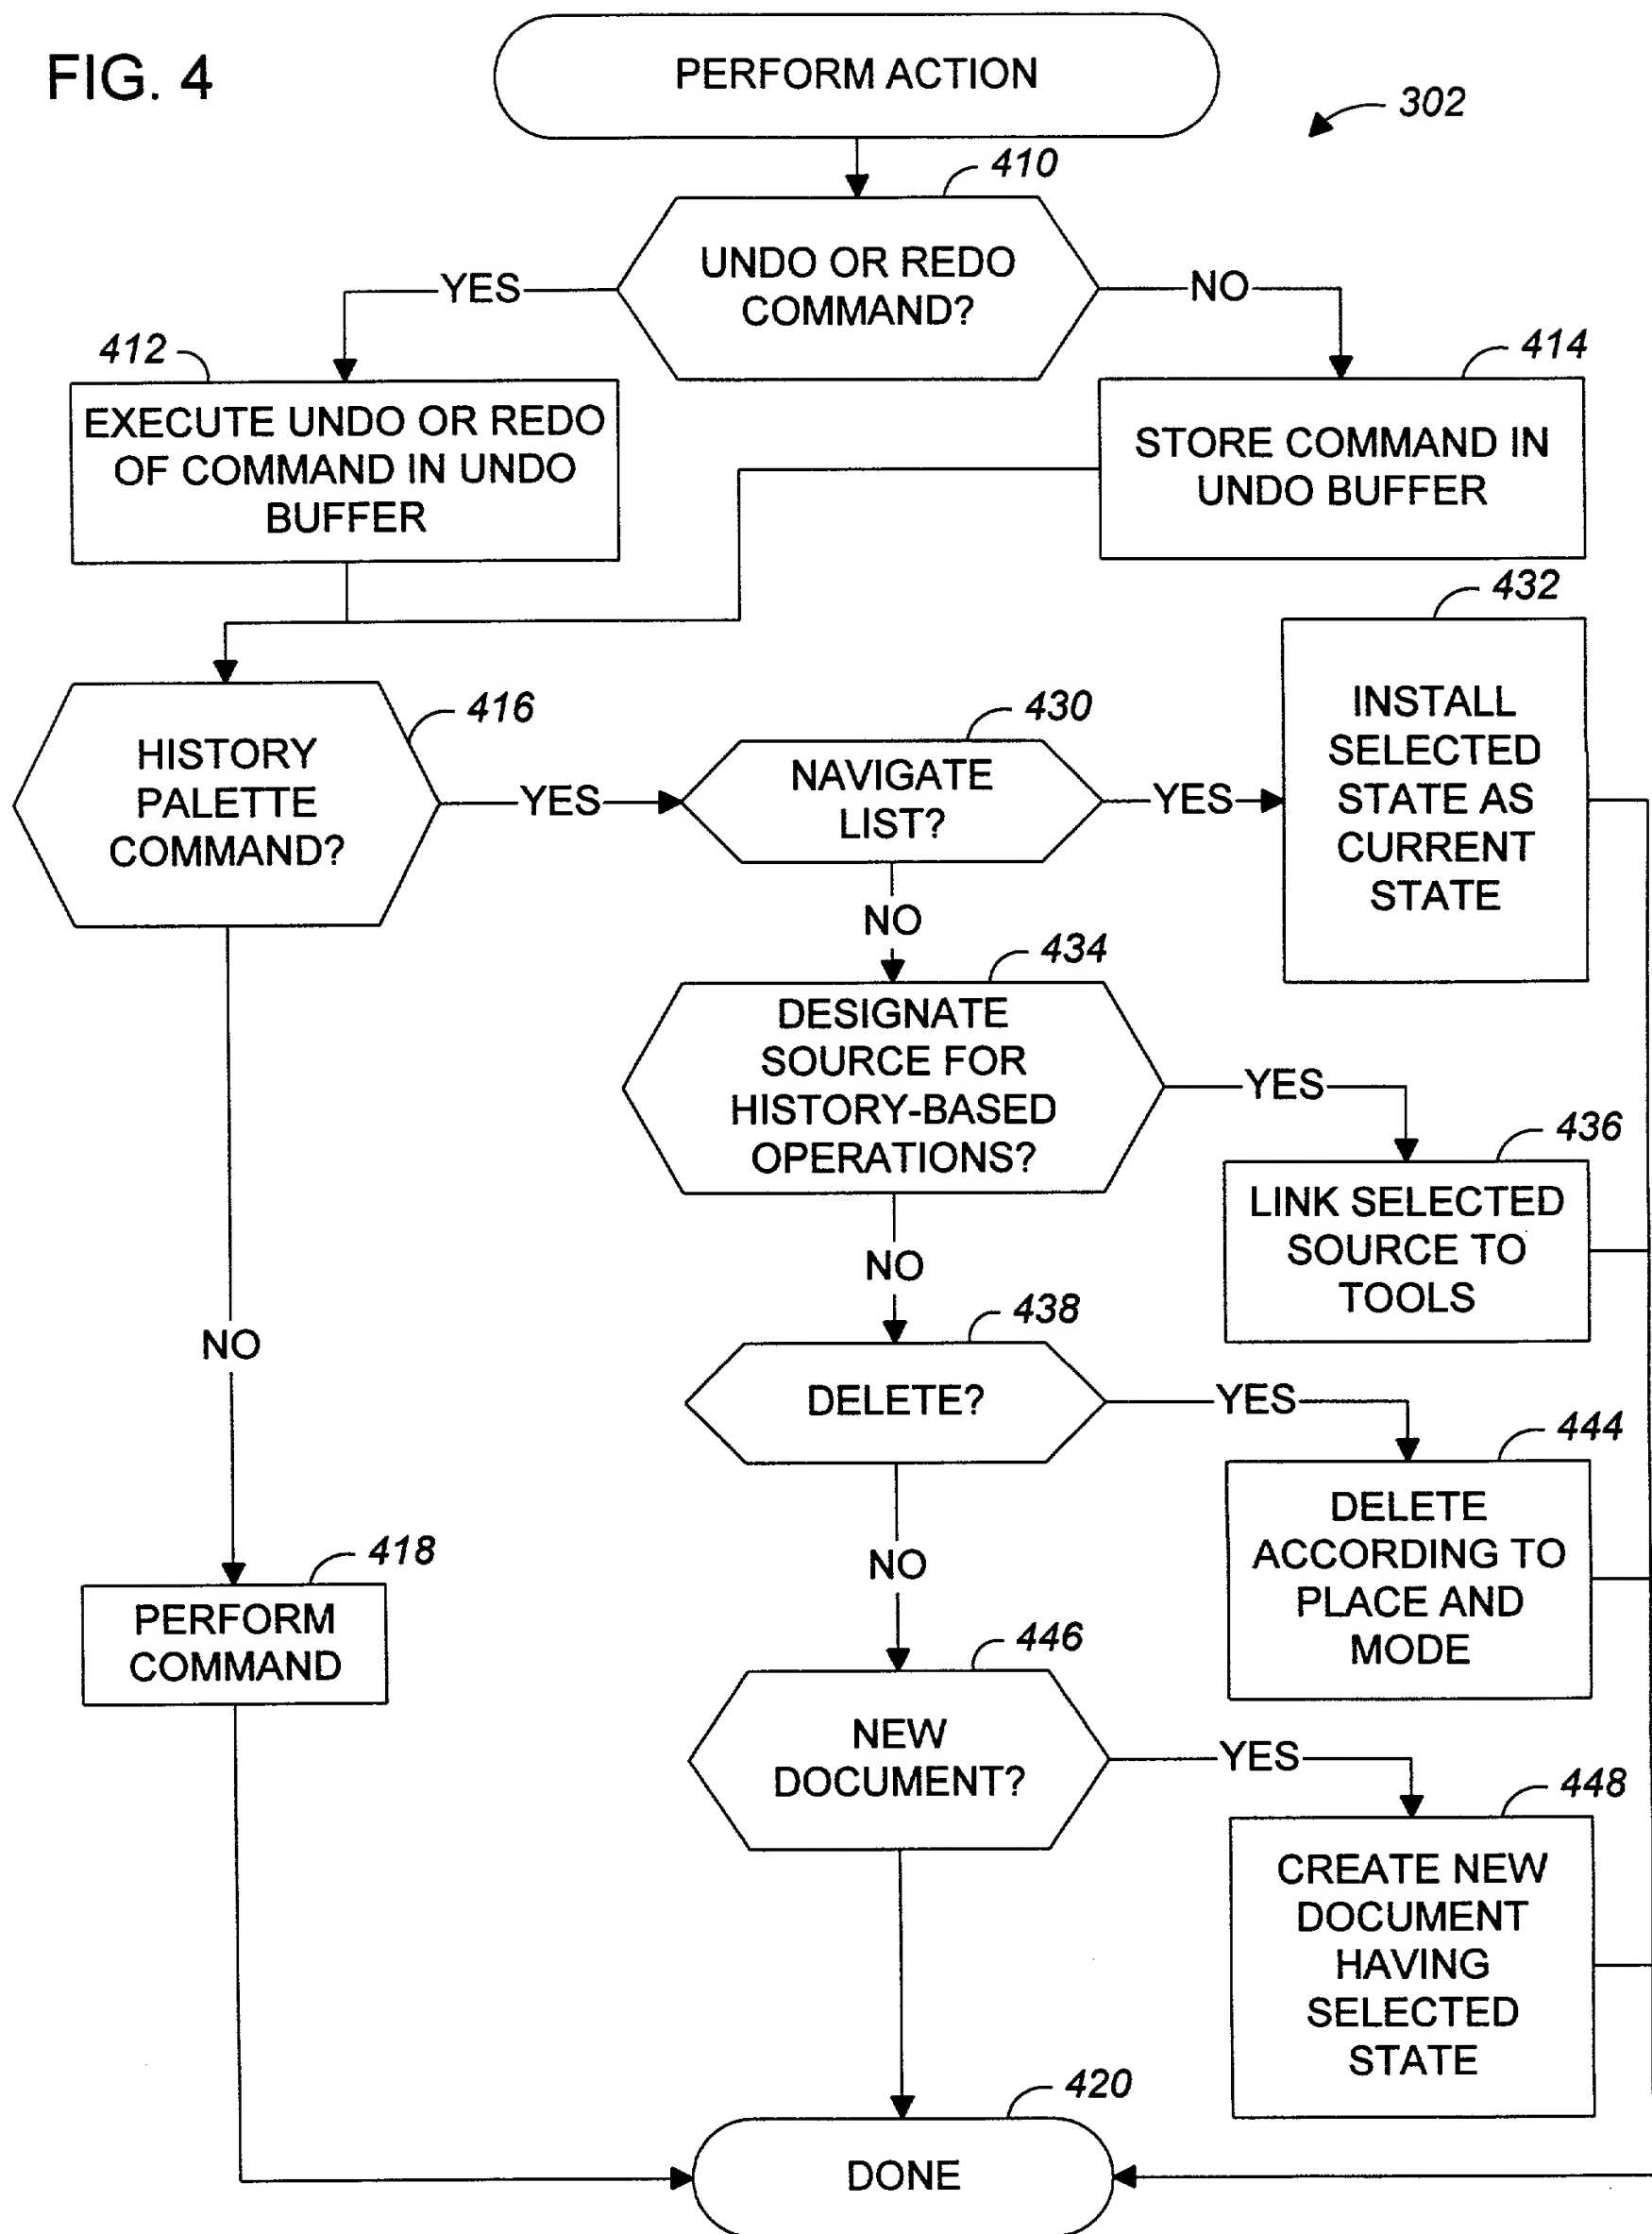 FIG. 4
PERFORM ACTION
302
410
UNDO OR REDO
COMMAND?
YES
NO
412
EXECUTE UNDO OR REDO
OF COMMAND IN UNDO
BUFFER
414
STORE COMMAND IN
UNDO BUFFER
416
HISTORY
PALETTE
COMMAND?
YES
430
NAVIGATE
LIST?
YES
432
INSTALL
SELECTED
STATE AS
CURRENT
STATE
NO
434
DESIGNATE
SOURCE FOR
HISTORY-BASED
OPERATIONS?
YES
436
LINK SELECTED
SOURCE TO
TOOLS
NO
NO
438
DELETE?
YES
444
DELETE
ACCORDING TO
PLACE AND
MODE
NO
418
PERFORM
COMMAND
446
NEW
DOCUMENT?
YES
448
CREATE NEW
DOCUMENT
HAVING
SELECTED
STATE
420
DONE